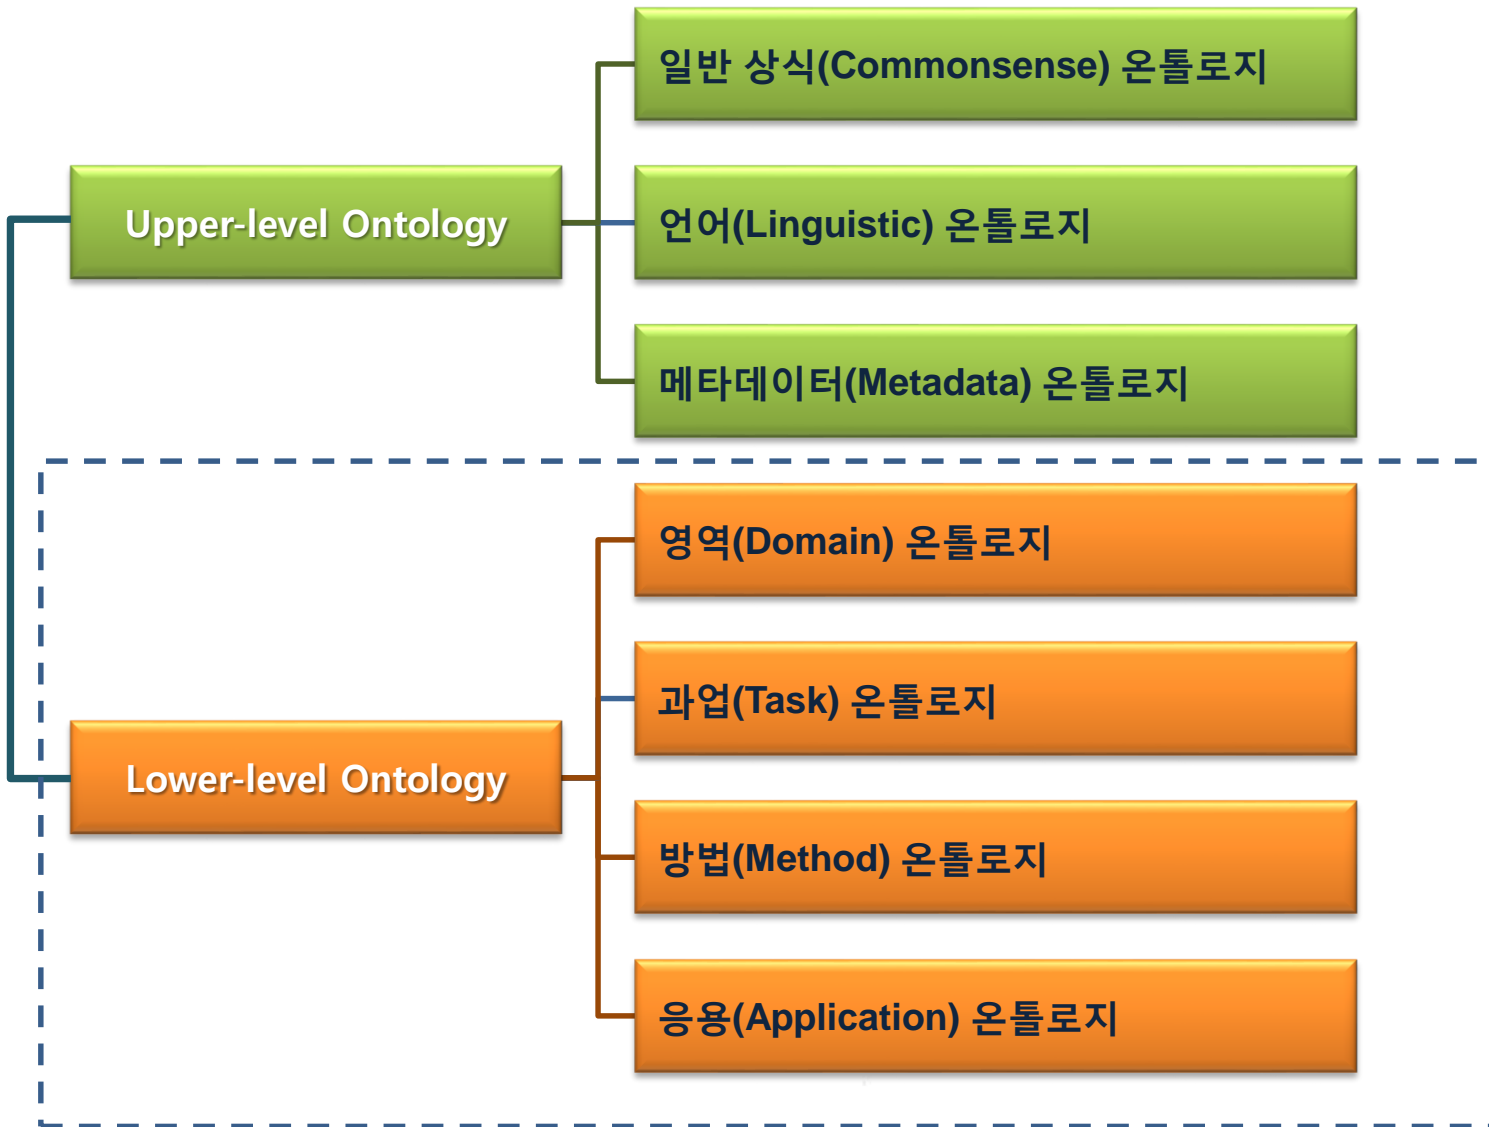 Upper-level Ontology
일반 상식(Commonsense) 온톨로지
언어(Linguistic) 온톨로지
메타데이터(Metadata) 온톨로지
Lower-level Ontology
영역(Domain) 온톨로지
과업(Task) 온톨로지
방법(Method) 온톨로지
응용(Application) 온톨로지